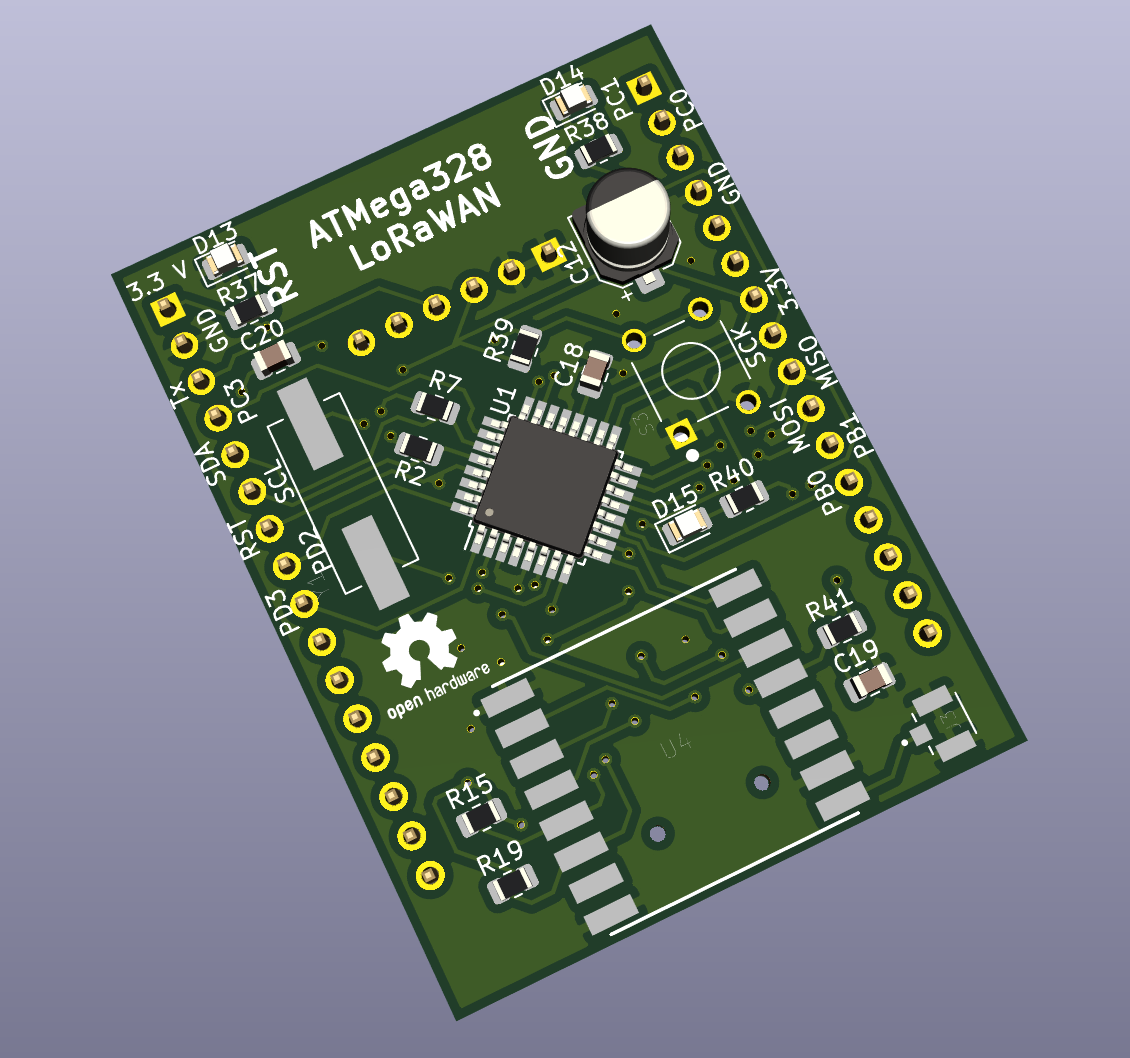 D14
PC1
PC0
R38
GND
GND
ATMega328
LoRaWAN
D13
RST
3.3 V
R37
GND
C20
C12
+
3.3V
SCK
MISO
MOSI
PB1
PB0
R39
C18
R7
U1
R2
S3
Tx
PC3
SDA
SCL
RST
PD2
PD3
D15
R40
R41
C19
open hardware
U4
R15
R19